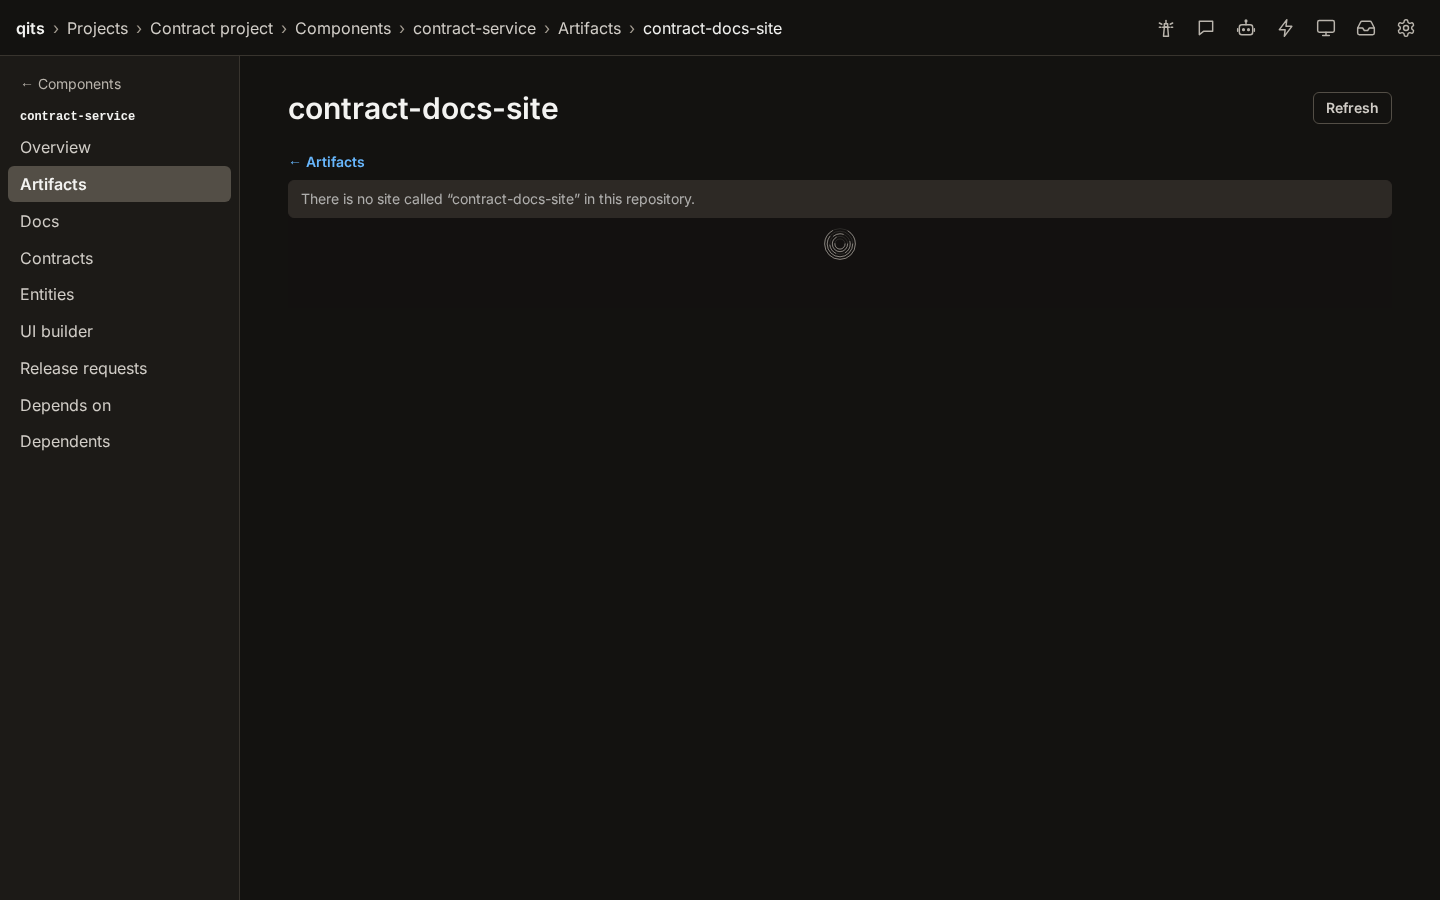 qits › Projects › Contract project › Components › contract-service › Artifacts › contract-docs-site
← Components
contract-service
Overview
Artifacts
Docs
Contracts
Entities
UI builder
Release requests
Depends on
Dependents
contract-docs-site
Refresh
← Artifacts
There is no site called “contract-docs-site” in this repository.